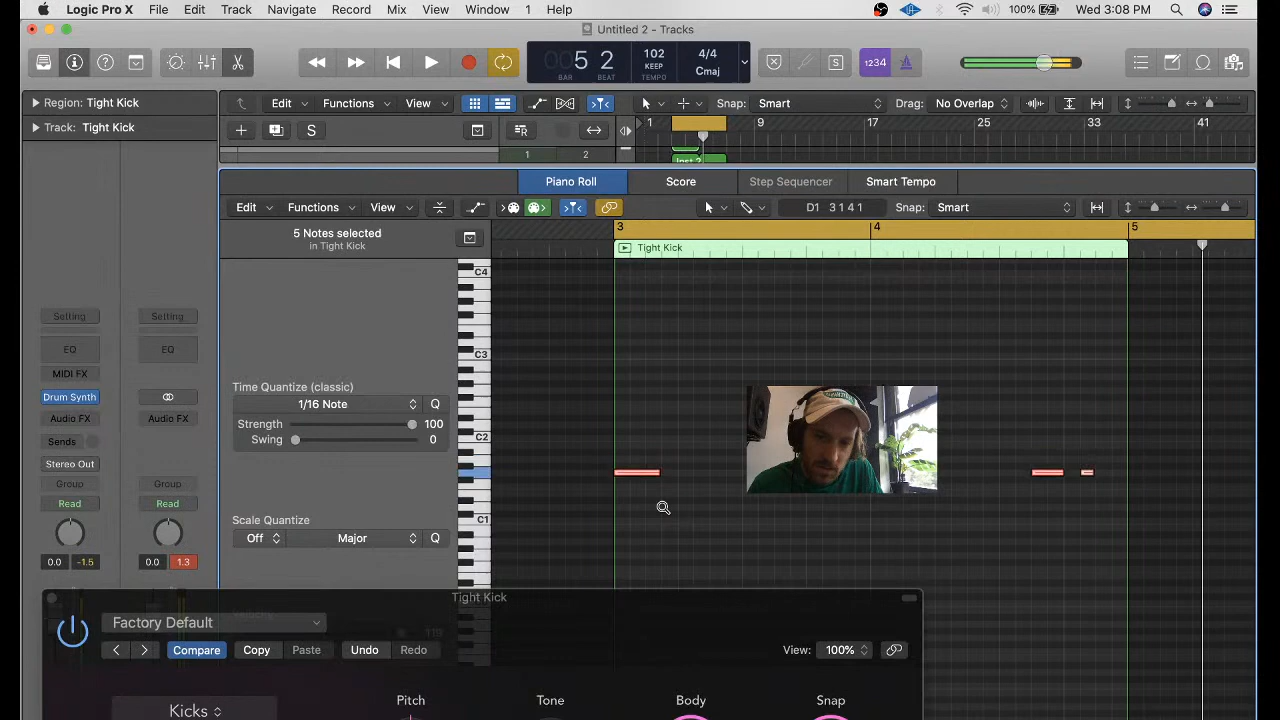 Logic Pro X File Edit Track Navigate Record Mix View Window 1 Help 100% Wed 3:08 PM
Untitled 2 - Tracks
005 2 102 4/4 1234
KEEP Cmaj
BAR BEAT TEMPO
Region: Tight Kick Edit Functions View Snap: Smart Drag: No Overlap
Track: Tight Kick S 1 9 17 25 33 41
1 2 Inst 2
Piano Roll Score Step Sequencer Smart Tempo
Edit Functions View D1 3 1 4 1 Snap: Smart
5 Notes selected
in Tight Kick
3 4 5
Tight Kick
C4
C3
C2
C1
Time Quantize (classic)
1/16 Note Q
Strength 100
Swing 0
Scale Quantize
Off Major Q
Setting Setting
EQ EQ
MIDI FX
Drum Synth
Audio FX Audio FX
Sends
Stereo Out
Group Group
Read Read
0.0 -1.5 0.0 1.3
Tight Kick
Factory Default
Compare Copy Paste Undo Redo View: 100%
Kicks Pitch Tone Body Snap